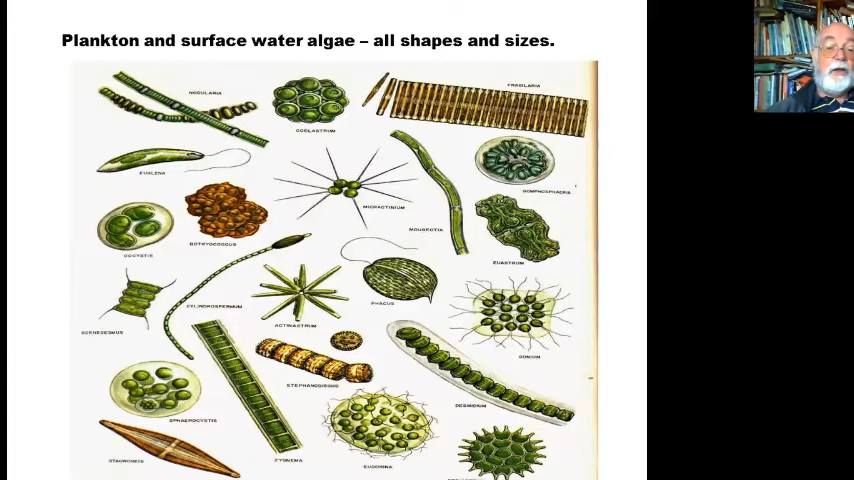 Plankton and surface water algae – all shapes and sizes.
NODULARIA
COELASTRUM
FRAGILARIA
EUGLENA
MICRACTINIUM
GOMPHOSPHAERIA
MOUGEOTIA
OOCYSTIS
BOTRYOCOCCUS
EUASTRUM
CYLINDROSPERMUM
PHACUS
SCENEDESMUS
ACTINASTRUM
GONIUM
STEPHANODISCUS
DESMIDIUM
SPHAEROCYSTIS
STAURONEIS
ZYGNEMA
EUDORINA